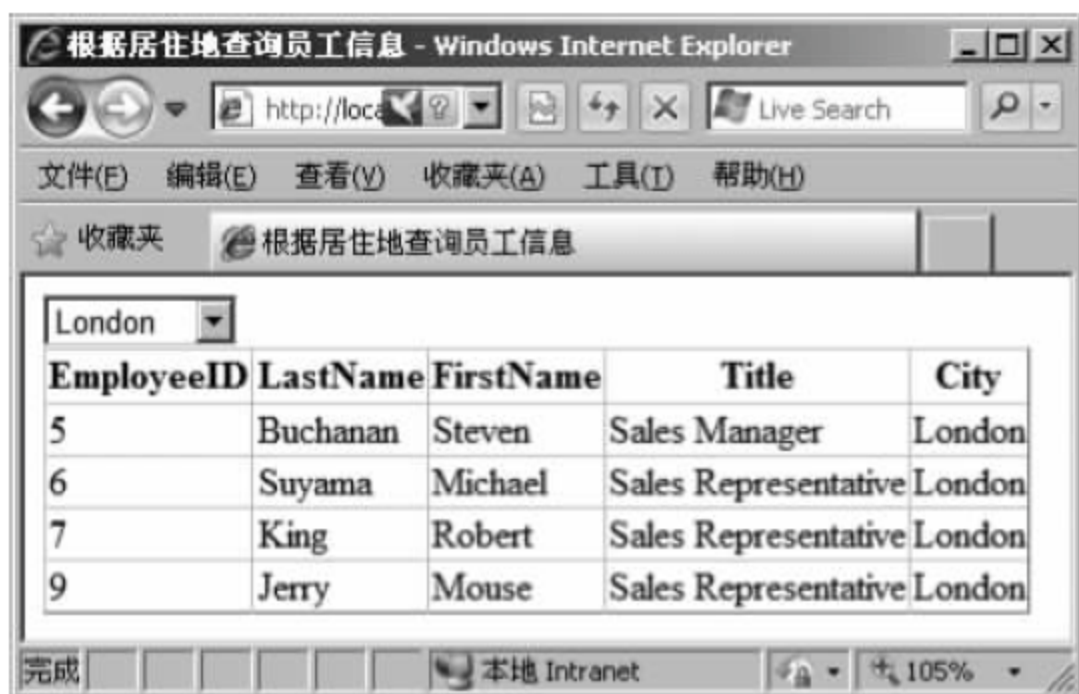 根据居住地查询员工信息 - Windows Internet Explorer
http://loca Live Search
文件(F) 编辑(E) 查看(V) 收藏夹(A) 工具(T) 帮助(H)
收藏夹 根据居住地查询员工信息
London
EmployeeID LastName FirstName Title City
5 Buchanan Steven Sales Manager London
6 Suyama Michael Sales Representative London
7 King Robert Sales Representative London
9 Jerry Mouse Sales Representative London
完成 本地 Intranet 105%